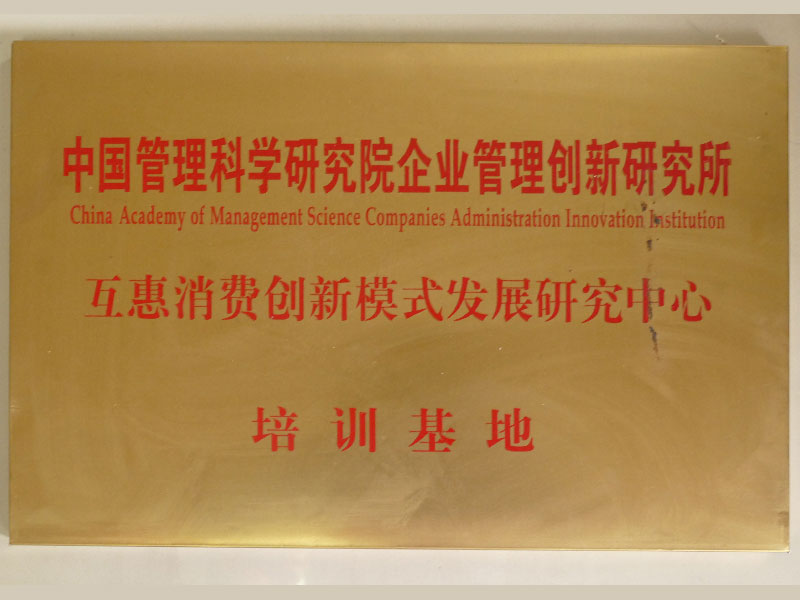 中国管理科学研究院企业管理创新研究所
China Academy of Management Science Companies Administration Innovation Institution
互惠消费创新模式发展研究中心
培训基地